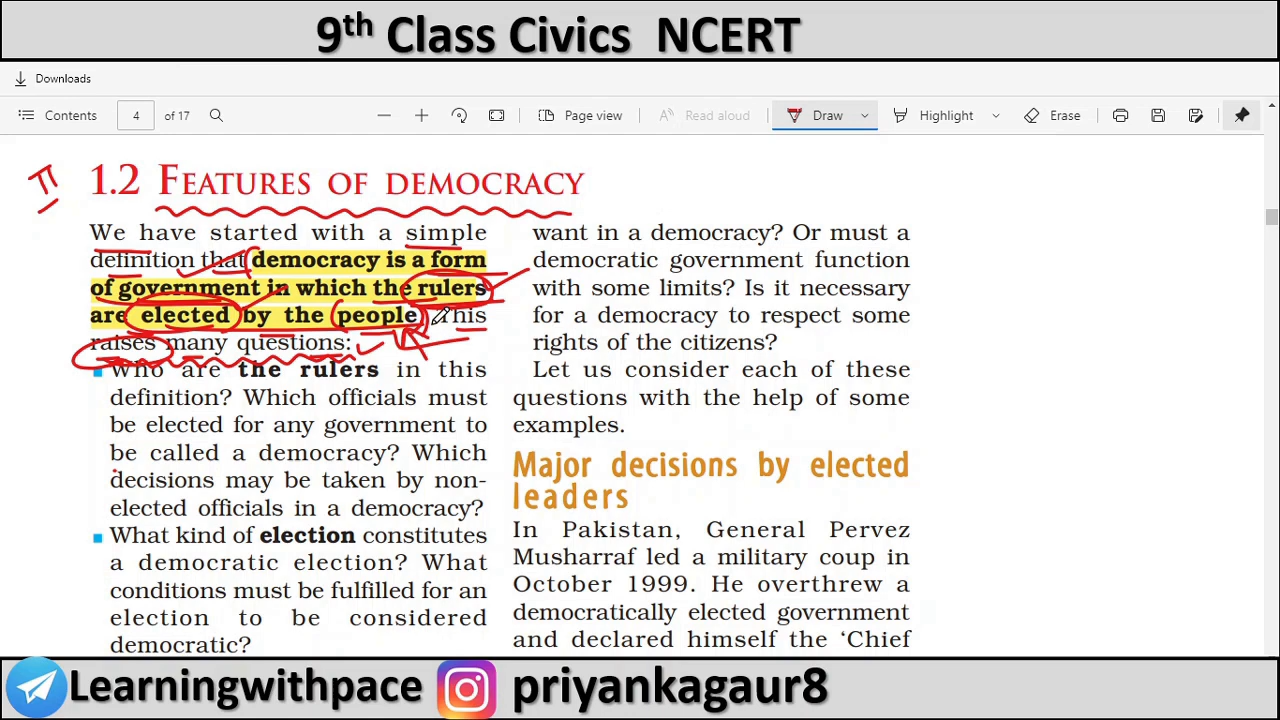 9th Class Civics NCERT
Downloads
Contents 4 of 17 Page view Read aloud Draw Highlight Erase
II 1.2 FEATURES OF DEMOCRACY
We have started with a simple
definition that democracy is a form
of government in which the rulers
are elected by the people. This
raises many questions:
Who are the rulers in this
definition? Which officials must
be elected for any government to
be called a democracy? Which
decisions may be taken by non-
elected officials in a democracy?
What kind of election constitutes
a democratic election? What
conditions must be fulfilled for an
election to be considered
democratic?
want in a democracy? Or must a
democratic government function
with some limits? Is it necessary
for a democracy to respect some
rights of the citizens?
Let us consider each of these
questions with the help of some
examples.
Major decisions by elected
leaders
In Pakistan, General Pervez
Musharraf led a military coup in
October 1999. He overthrew a
democratically elected government
and declared himself the ‘Chief
Learningwithpace priyankagaur8